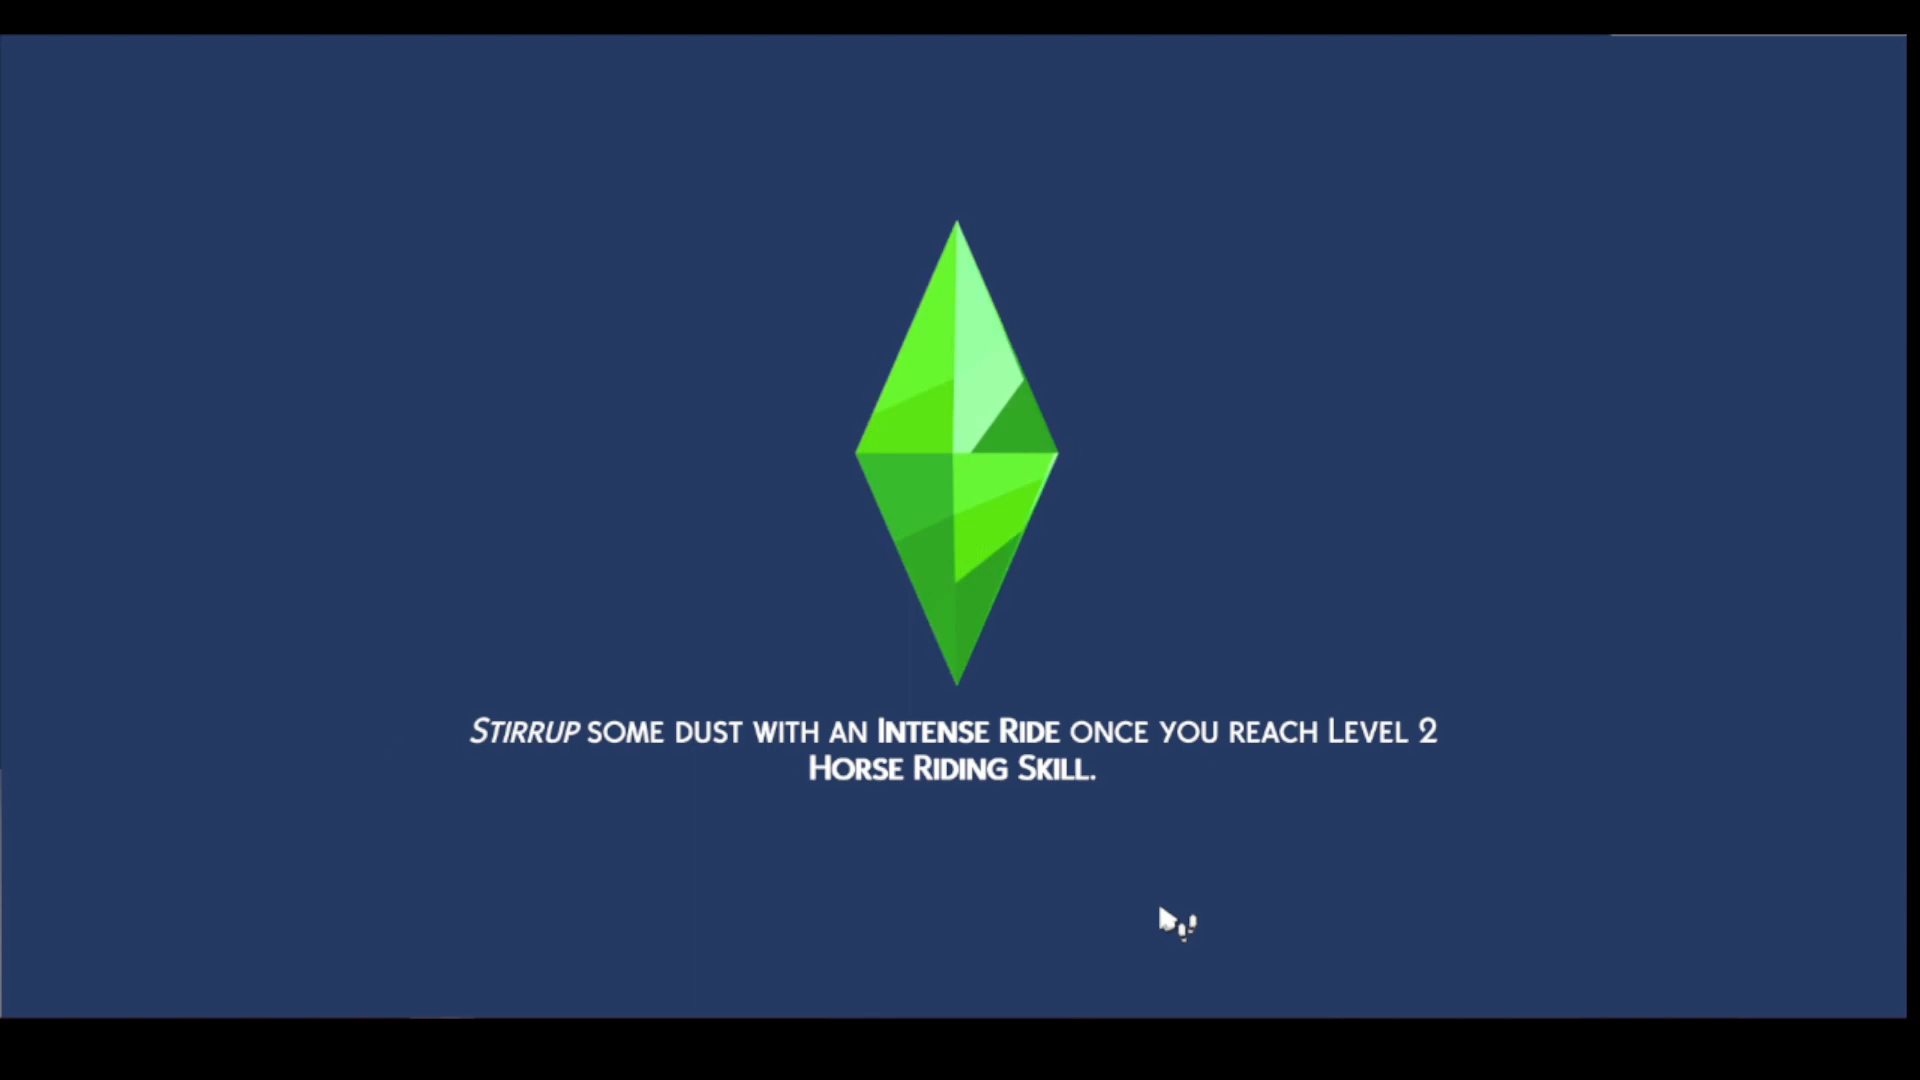 STIRRUP SOME DUST WITH AN INTENSE RIDE ONCE YOU REACH LEVEL 2
HORSE RIDING SKILL.